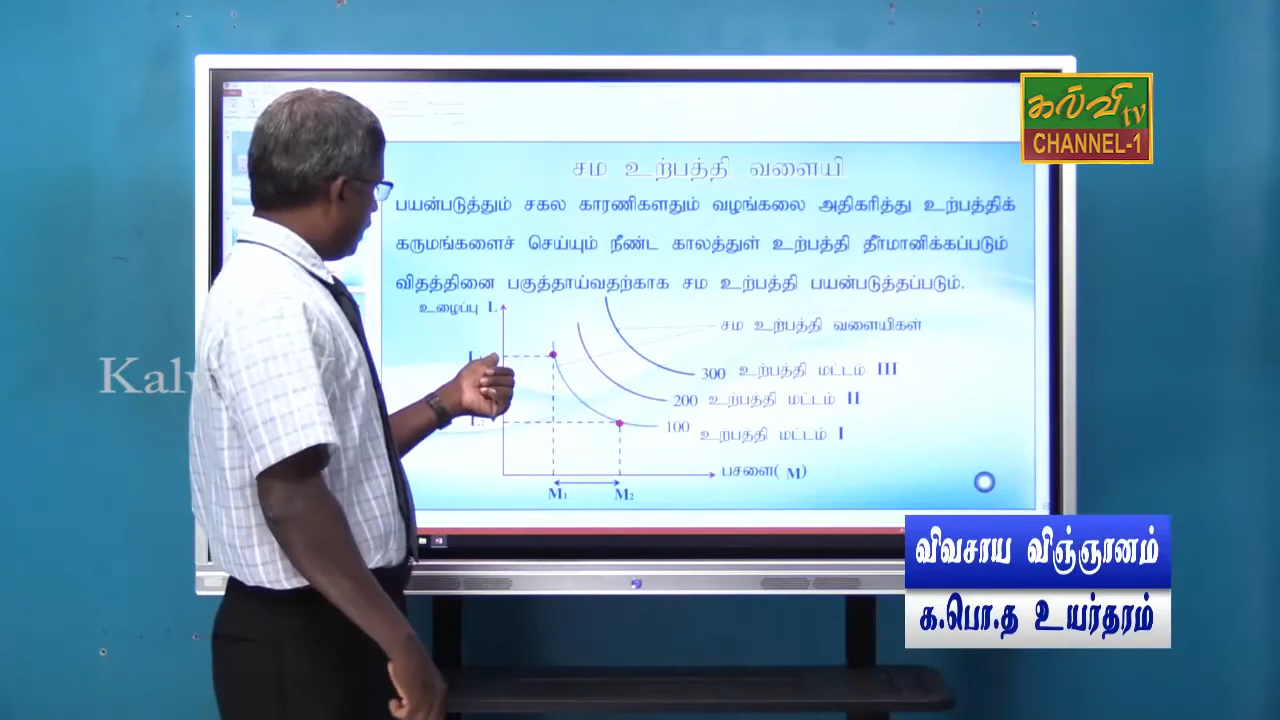 கல்வி tv
CHANNEL-1
சம உற்பத்தி வளையி
பயன்படுத்தும் சகல காரணிகளதும் வழங்கலை அதிகரித்து உற்பத்திக்
கருமங்களைச் செய்யும் நீண்ட காலத்துள் உற்பத்தி தீர்மானிக்கப்படும்
விதத்தினை பகுத்தாய்வதற்காக சம உற்பத்தி பயன்படுத்தப்படும்.
உழைப்பு L
சம உற்பத்தி வளையிகள்
300 உற்பத்தி மட்டம் III
200 உற்பத்தி மட்டம் II
100 உற்பத்தி மட்டம் I
பசளை( M)
M1 M2
விவசாய விஞ்ஞானம்
க.பொ.த உயர்தரம்